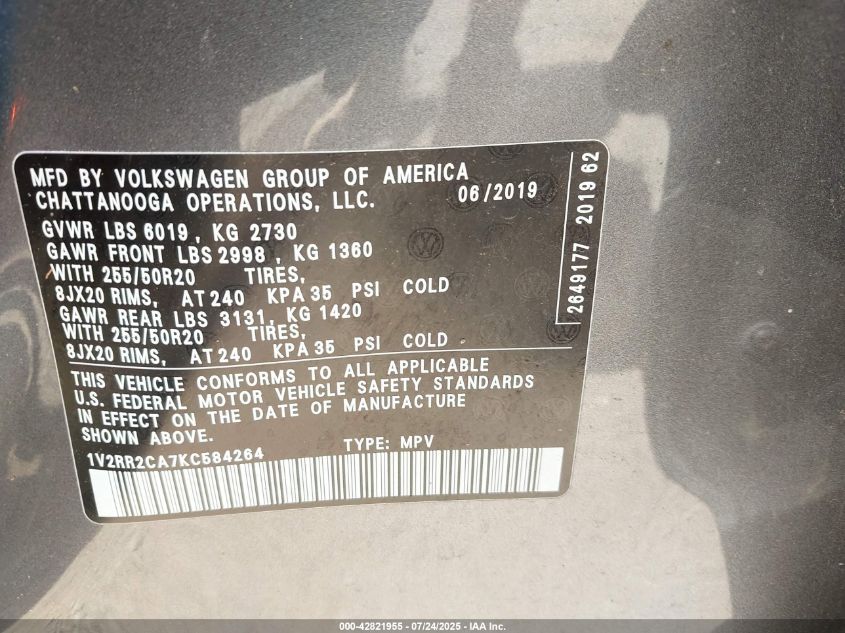 MFD BY VOLKSWAGEN GROUP OF AMERICA
CHATTANOOGA OPERATIONS, LLC. 06/2019
GVWR LBS 6019, KG 2730
GAWR FRONT LBS 2998, KG 1360
WITH 255/50R20 TIRES,
8JX20 RIMS, AT 240 KPA 35 PSI COLD
GAWR REAR LBS 3131, KG 1420
WITH 255/50R20 TIRES,
8JX20 RIMS, AT 240 KPA 35 PSI COLD
THIS VEHICLE CONFORMS TO ALL APPLICABLE
U.S. FEDERAL MOTOR VEHICLE SAFETY STANDARDS
IN EFFECT ON THE DATE OF MANUFACTURE
SHOWN ABOVE. TYPE: MPV
1V2RR2CA7KC584264
2649177 2019 62
000-42821955 - 07/24/2025 - IAA Inc.